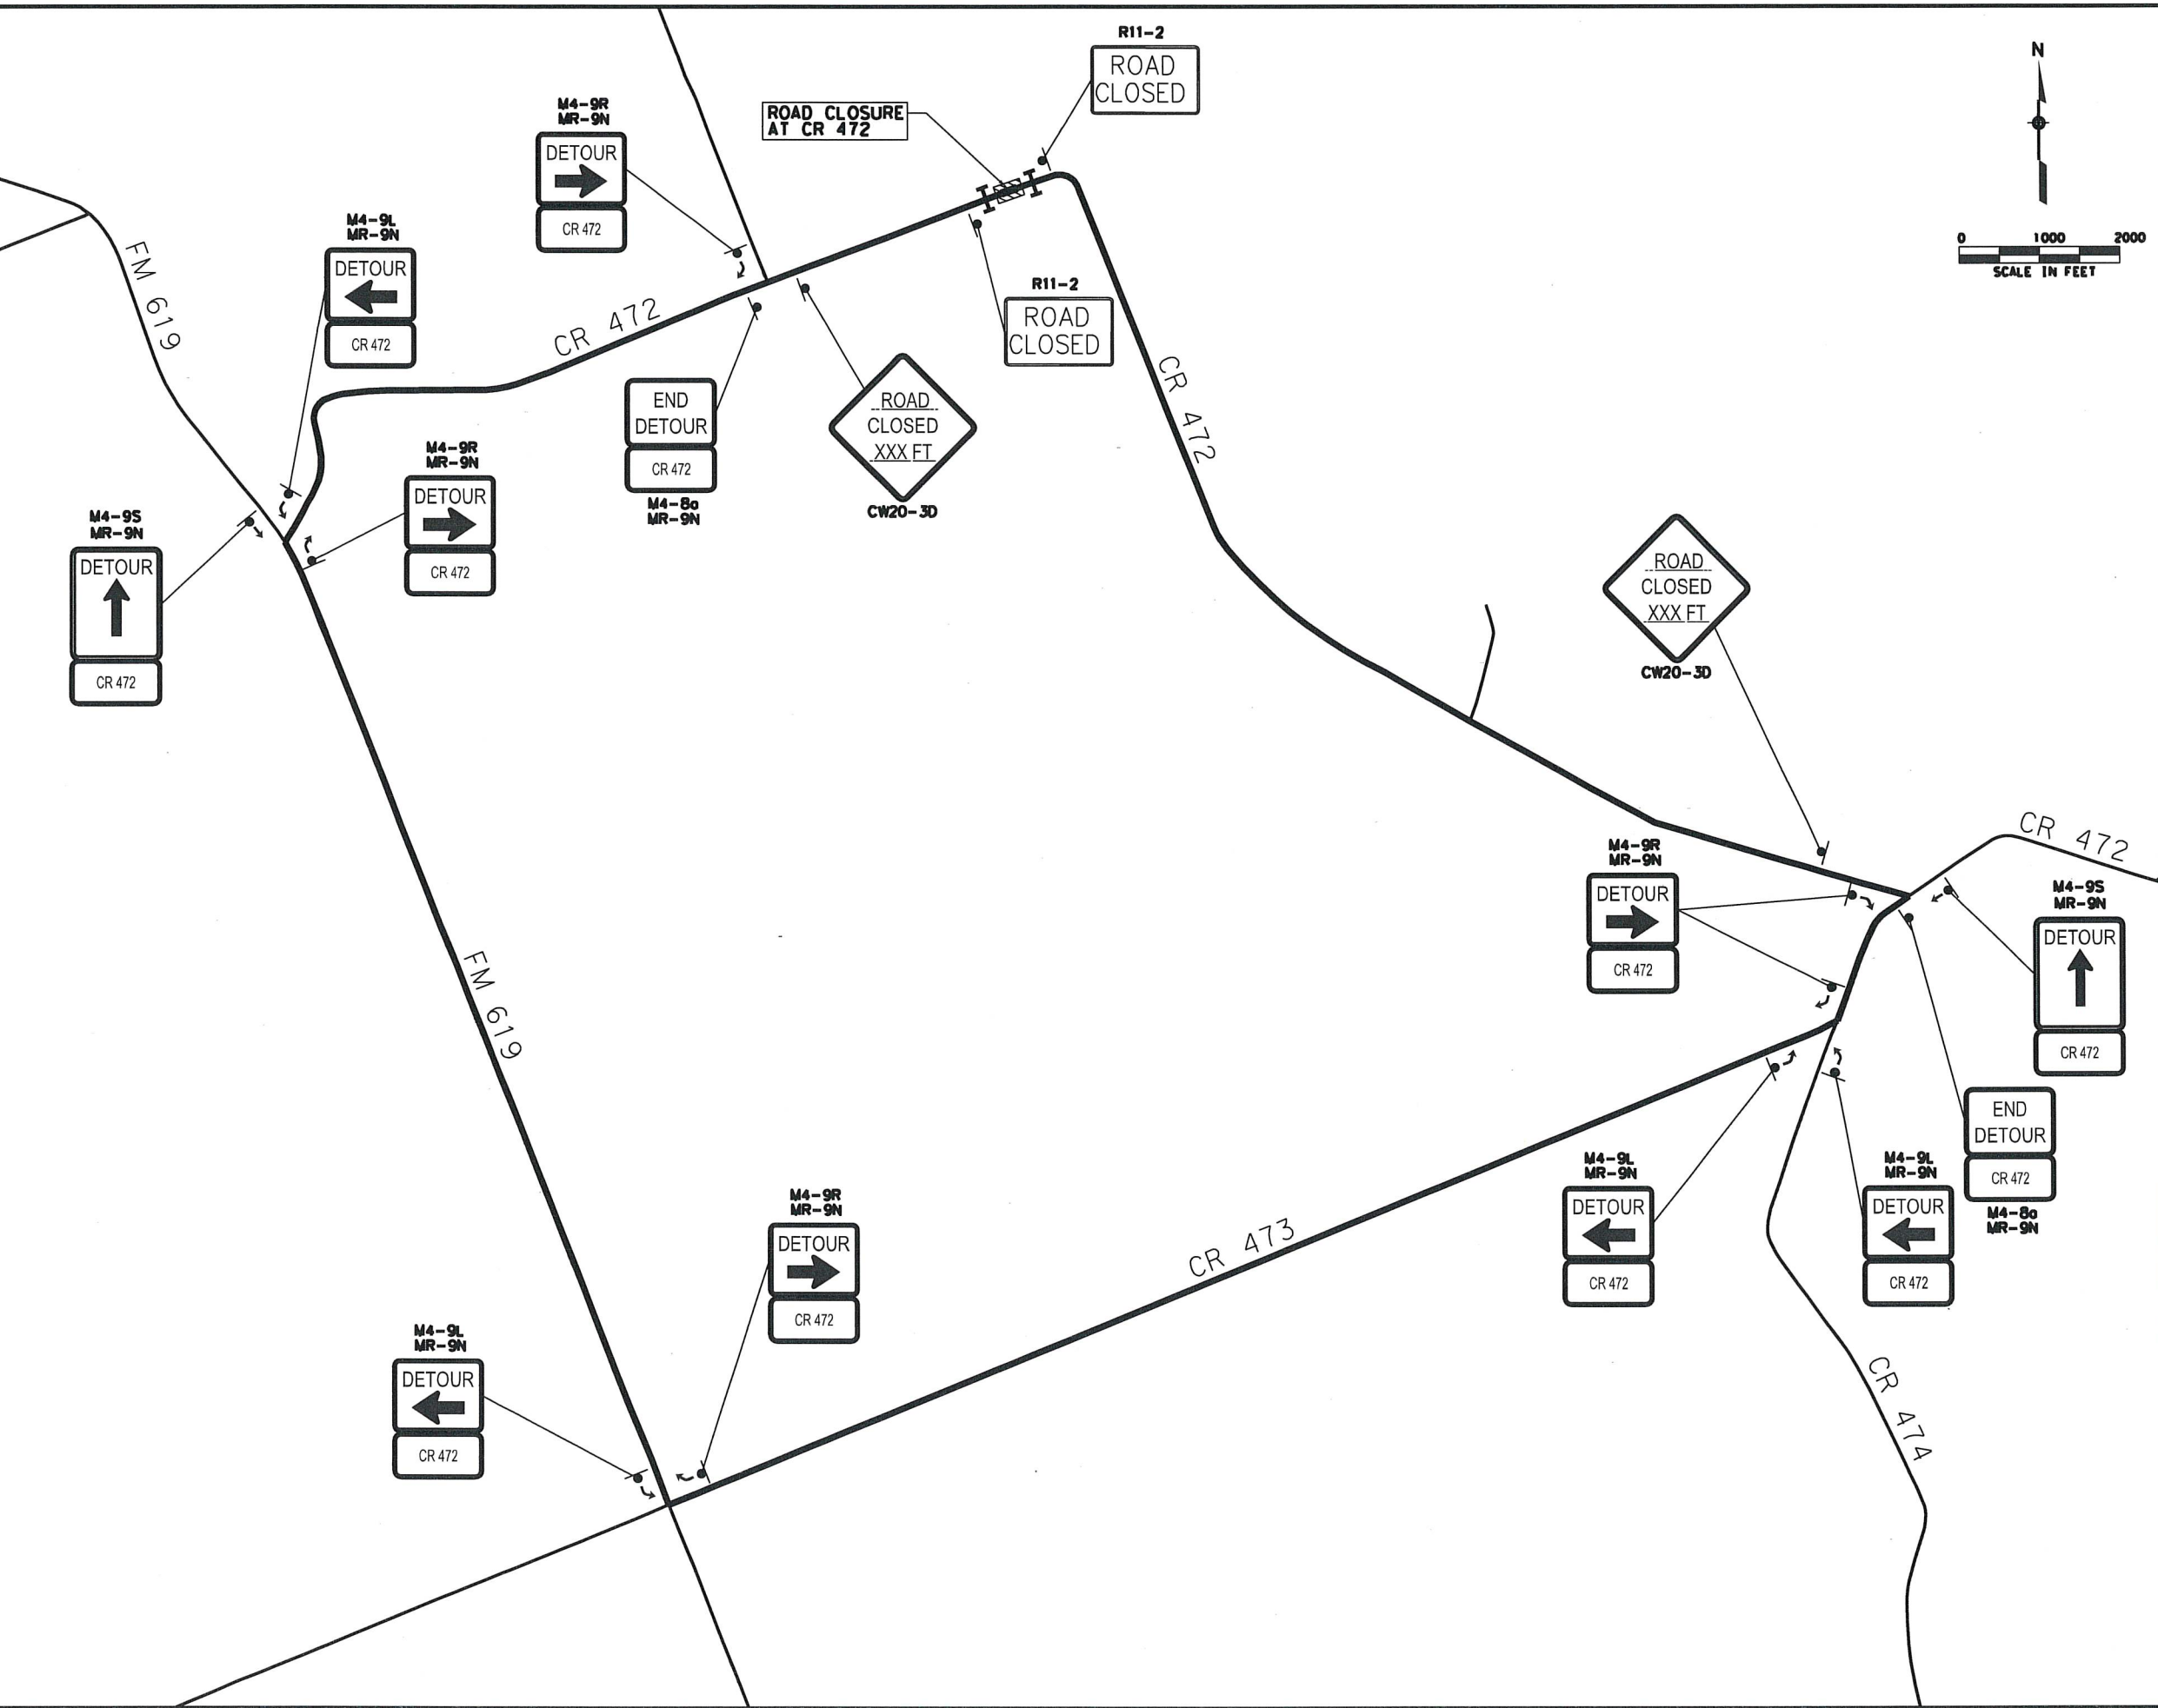 R11-2
ROAD
CLOSED
N
0 1000 2000
SCALE IN FEET
ROAD CLOSURE
AT CR 472
M4-9R
MR-9N
DETOUR
CR 472
M4-9L
MR-9N
DETOUR
CR 472
FM 619
CR 472
R11-2
ROAD
CLOSED
CR 472
END
DETOUR
CR 472
M4-8a
MR-9N
ROAD
CLOSED
XXX FT
CW20-3D
M4-9R
MR-9N
DETOUR
CR 472
M4-9S
MR-9N
DETOUR
CR 472
ROAD
CLOSED
XXX FT
CW20-3D
CR 472
M4-9R
MR-9N
DETOUR
CR 472
M4-9S
MR-9N
DETOUR
CR 472
FM 619
END
DETOUR
CR 472
M4-8a
MR-9N
M4-9L
MR-9N
DETOUR
CR 472
M4-9L
MR-9N
DETOUR
CR 472
M4-9R
MR-9N
DETOUR
CR 472
CR 473
M4-9L
MR-9N
DETOUR
CR 472
CR 474